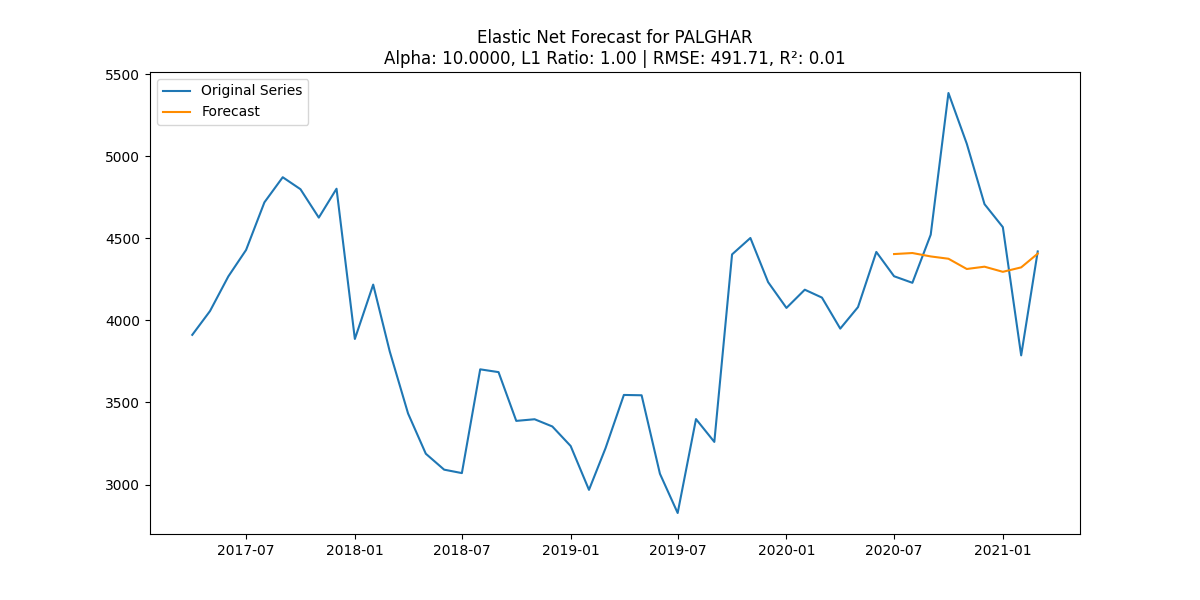 Elastic Net Forecast for PALGHAR
Alpha: 10.0000, L1 Ratio: 1.00 | RMSE: 491.71, R²: 0.01
Original Series
Forecast
5500
5000
4500
4000
3500
3000
2017-07 2018-01 2018-07 2019-01 2019-07 2020-01 2020-07 2021-01